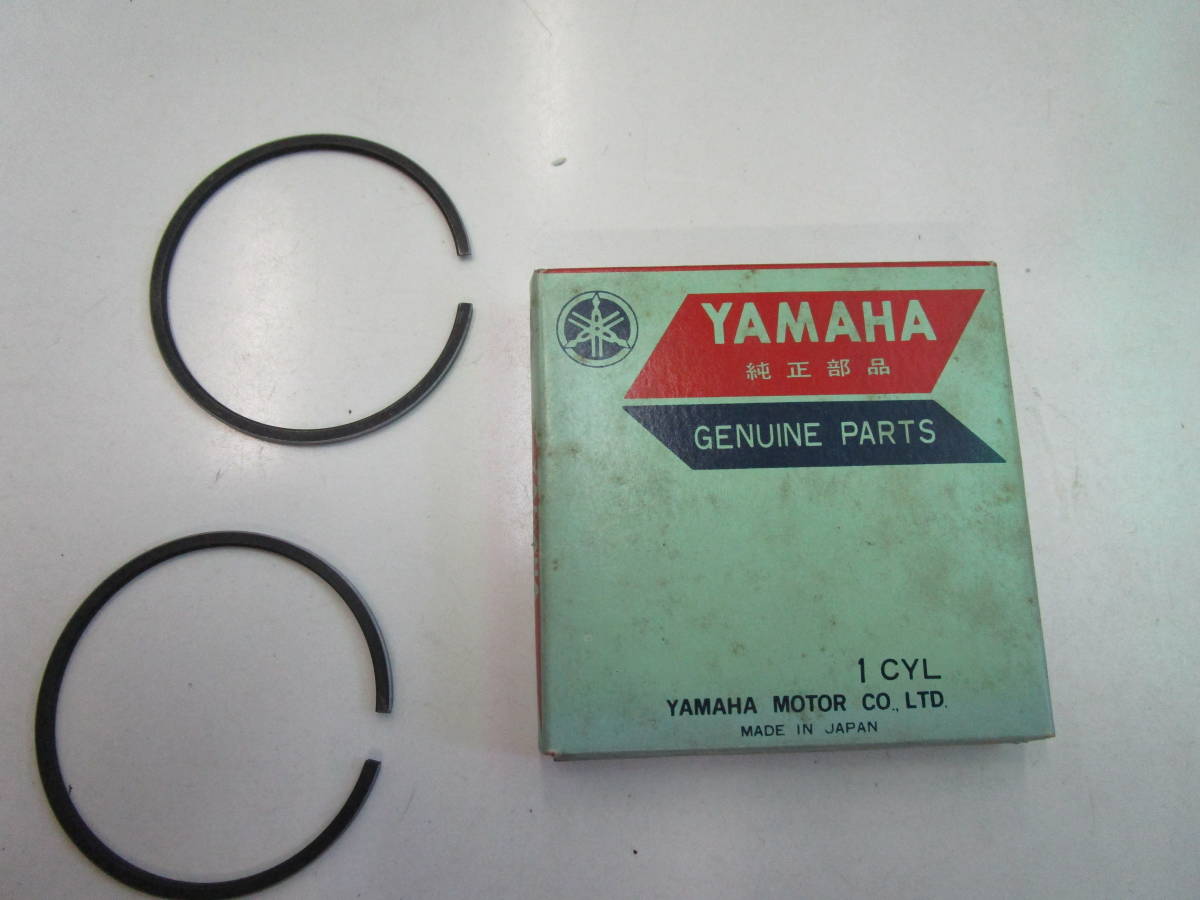 YAMAHA
純正部品
GENUINE PARTS
1 CYL
YAMAHA MOTOR CO., LTD.
MADE IN JAPAN